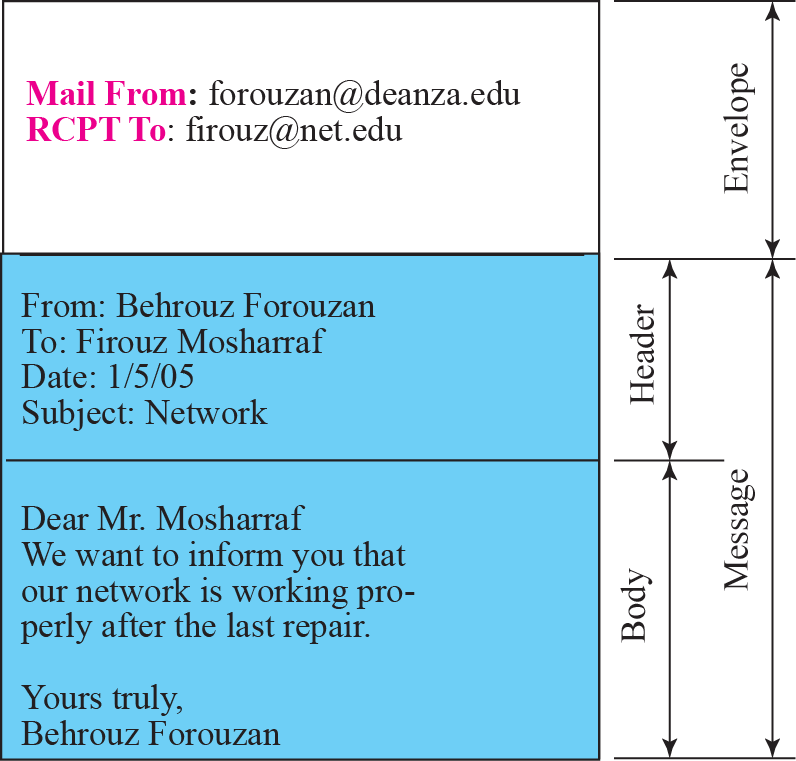 Mail From: forouzan@deanza.edu
RCPT To: firouz@net.edu
Envelope
From: Behrouz Forouzan
To: Firouz Mosharraf
Date: 1/5/05
Subject: Network
Header
Dear Mr. Mosharraf
We want to inform you that
our network is working pro-
perly after the last repair.
Yours truly,
Behrouz Forouzan
Body
Message